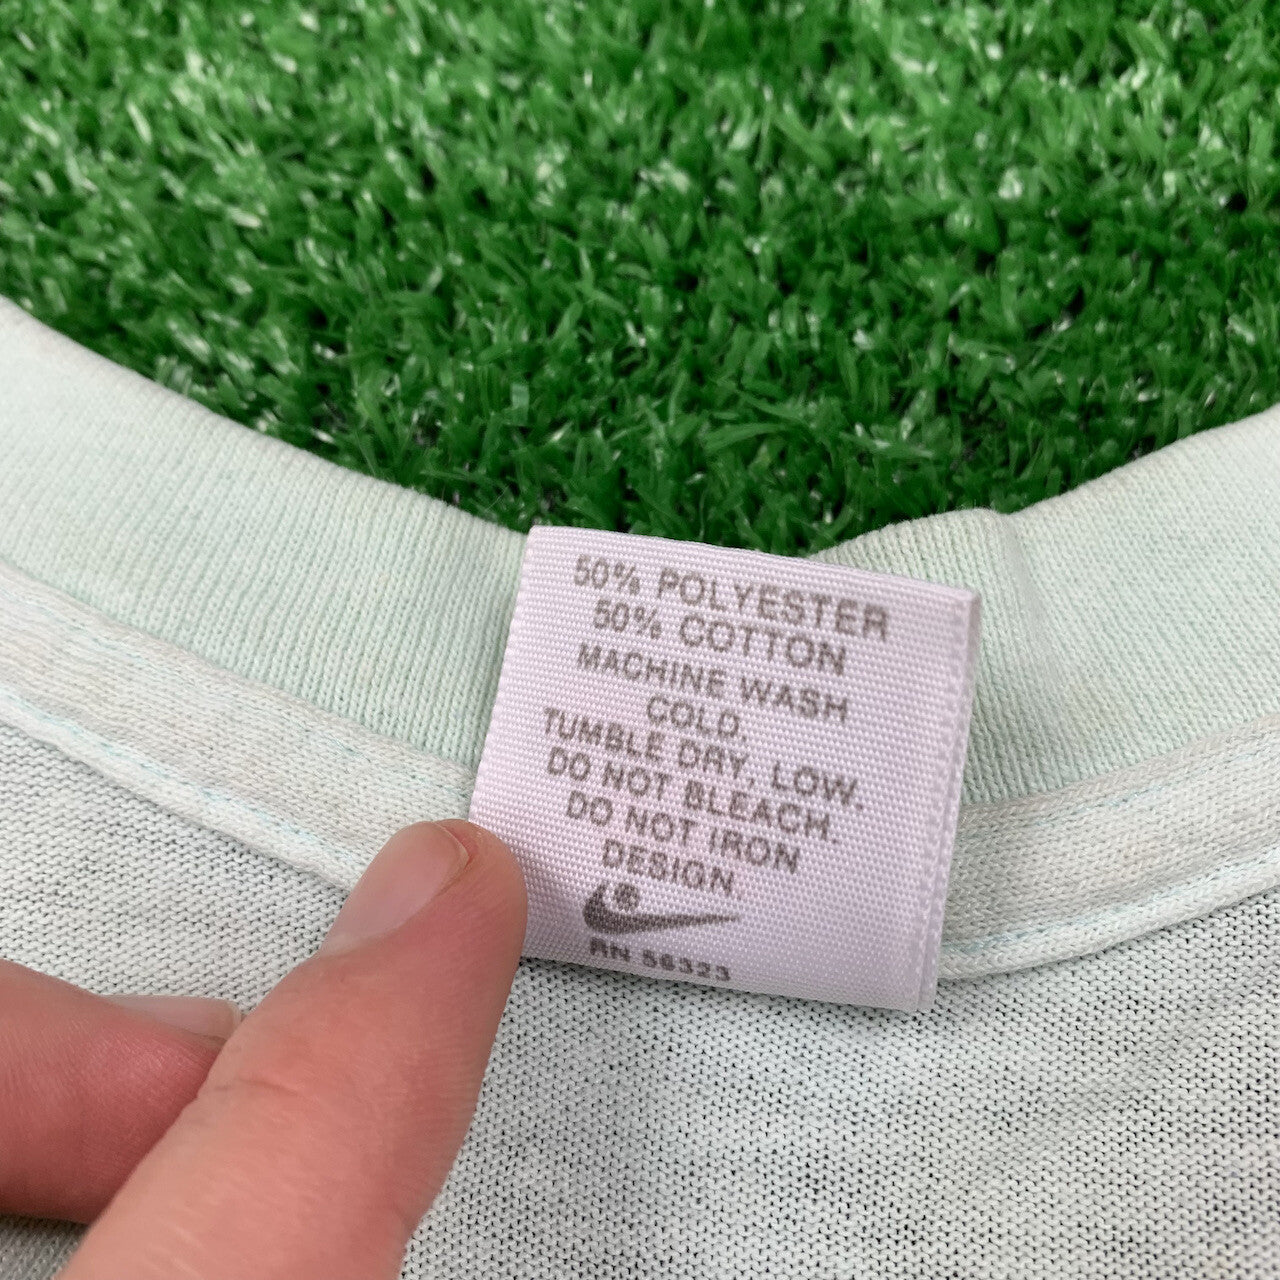 50% POLYESTER
50% COTTON
MACHINE WASH
COLD.
TUMBLE DRY, LOW.
DO NOT BLEACH.
DO NOT IRON
DESIGN
®
RN 56323